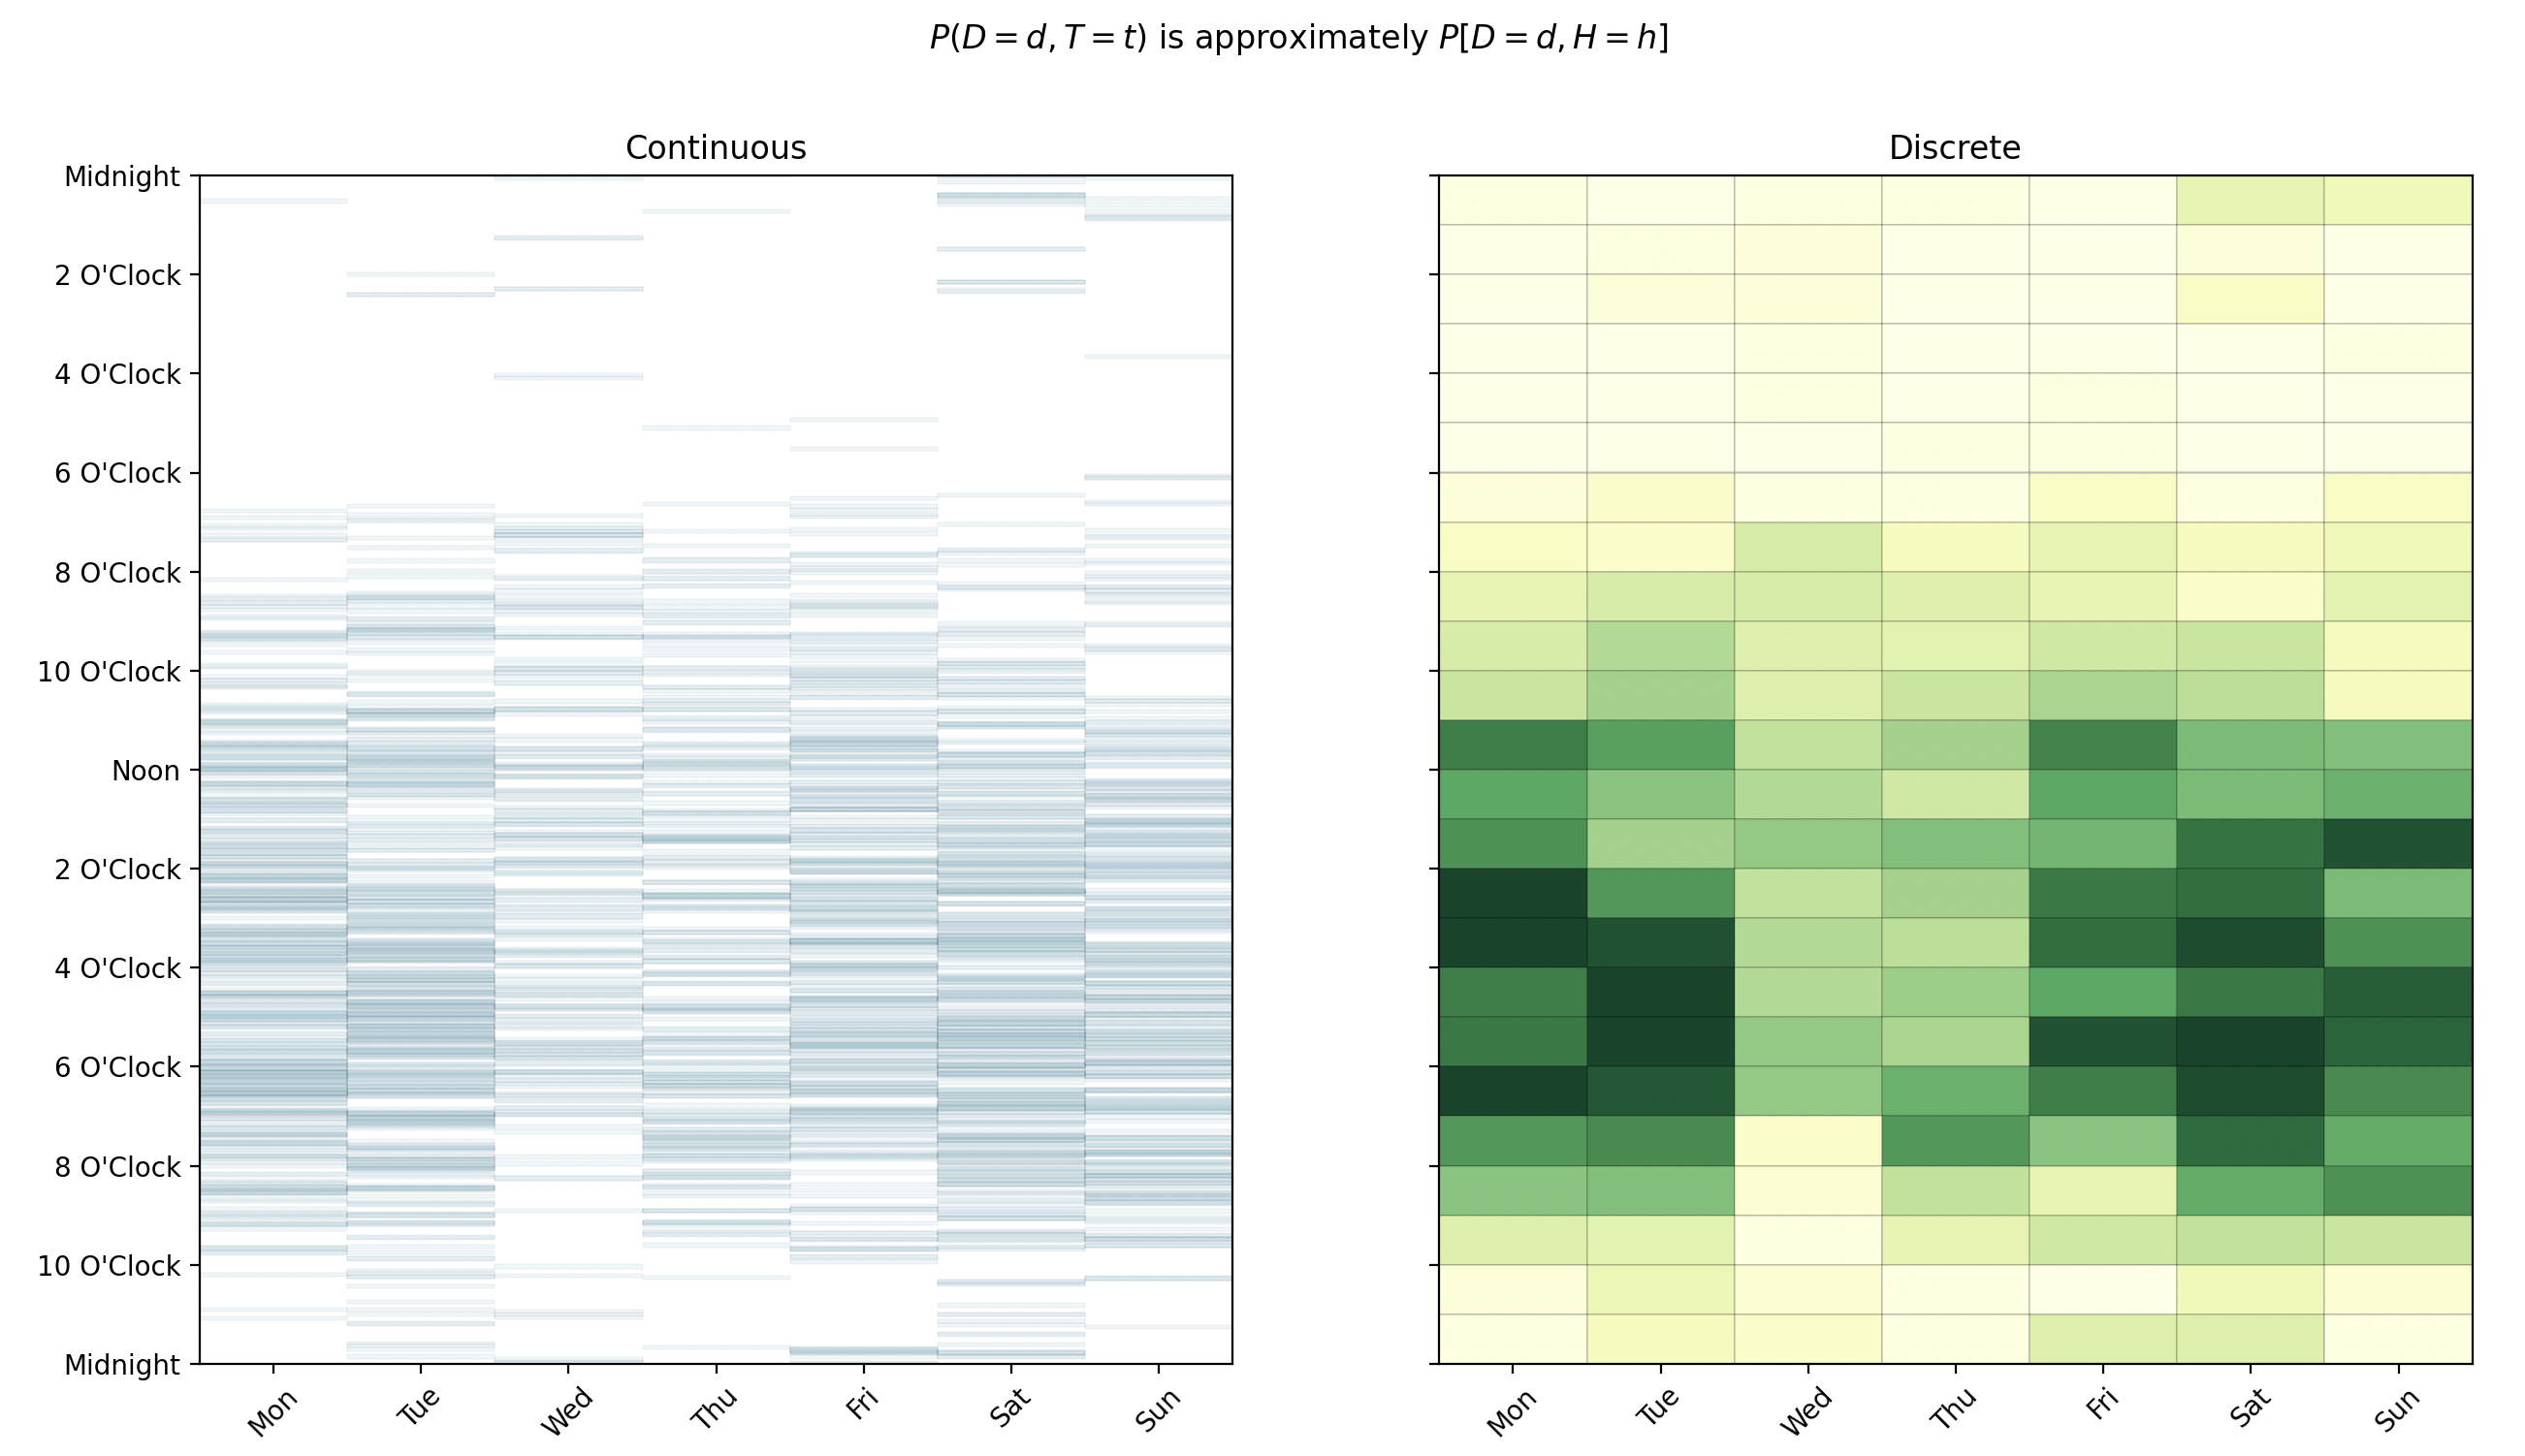 P(D = d, T = t) is approximately P[D = d, H = h]
Continuous
Discrete
Midnight
2 O'Clock
4 O'Clock
6 O'Clock
8 O'Clock
10 O'Clock
Noon
2 O'Clock
4 O'Clock
6 O'Clock
8 O'Clock
10 O'Clock
Midnight
Mon Tue Wed Thu Fri Sat Sun
Mon Tue Wed Thu Fri Sat Sun